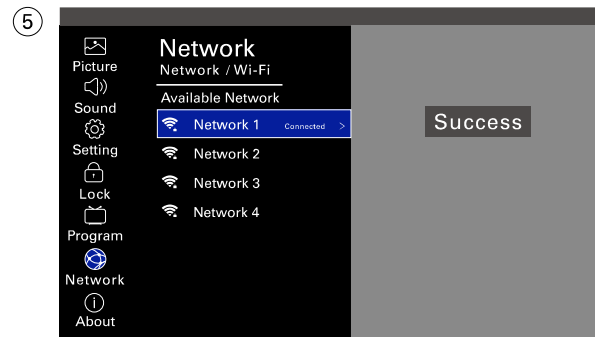 5
Picture
Sound
Setting
Lock
Program
Network
About
Network
Network / Wi-Fi
Available Network
Network 1 Connected >
Network 2
Network 3
Network 4
Success